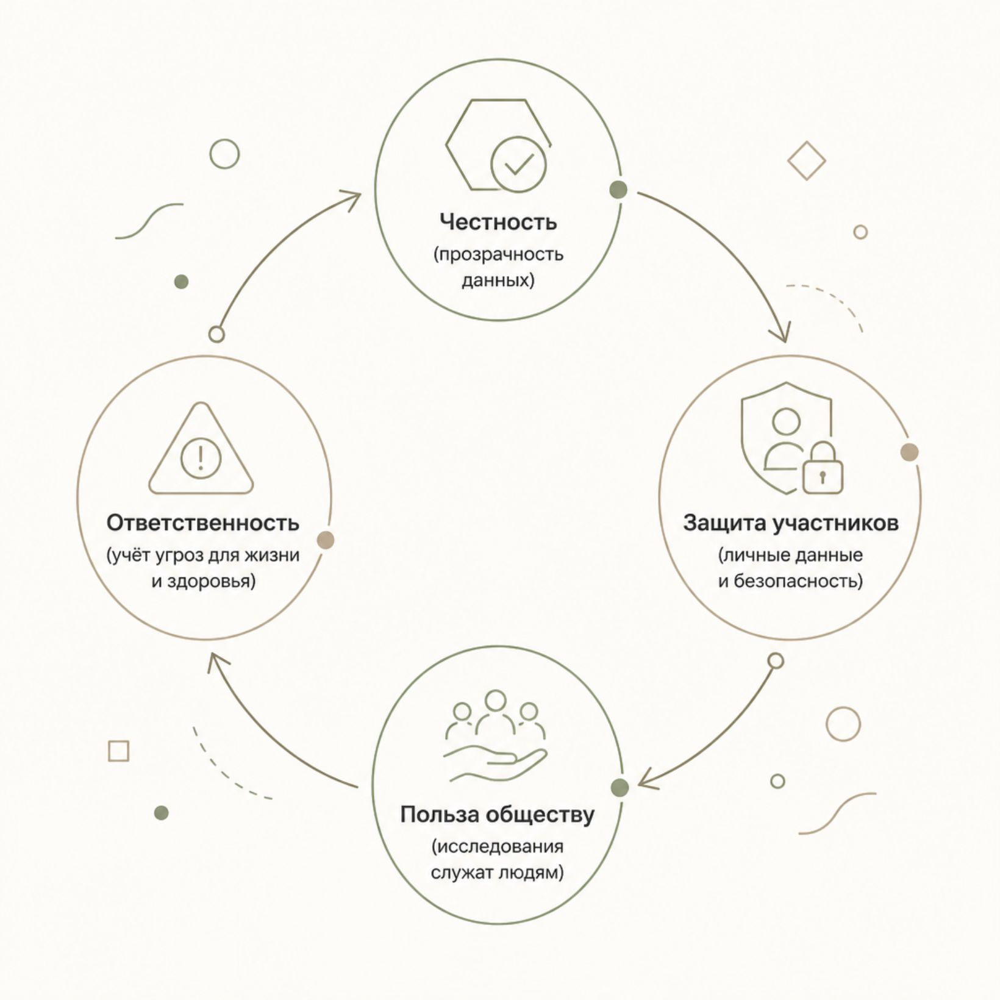 Честность
(прозрачность
данных)
Ответственность
(учёт угроз для жизни
и здоровья)
Защита участников
(личные данные
и безопасность)
Польза обществу
(исследования
служат людям)